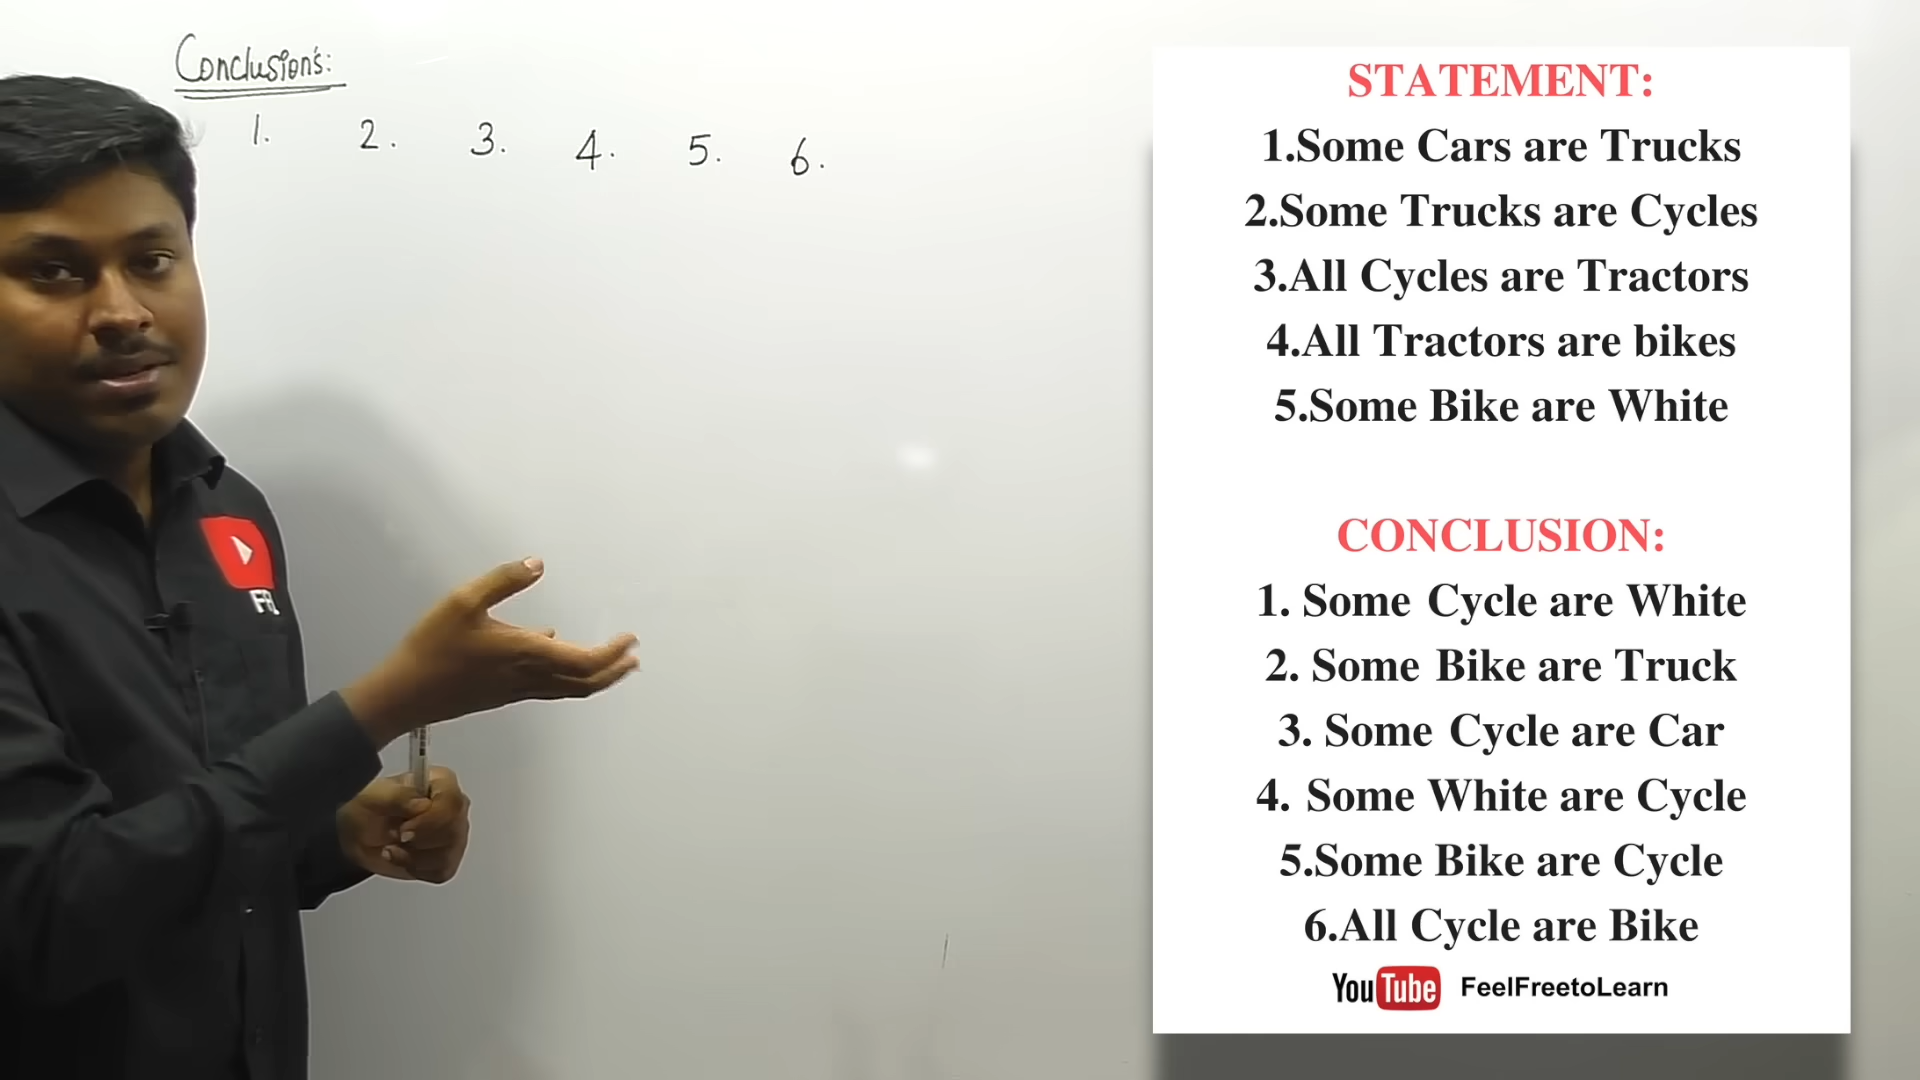 Conclusion's:
1. 2. 3. 4. 5. 6.
FFL
STATEMENT:
1.Some Cars are Trucks
2.Some Trucks are Cycles
3.All Cycles are Tractors
4.All Tractors are bikes
5.Some Bike are White
CONCLUSION:
1. Some Cycle are White
2. Some Bike are Truck
3. Some Cycle are Car
4. Some White are Cycle
5.Some Bike are Cycle
6.All Cycle are Bike
YouTube FeelFreetoLearn